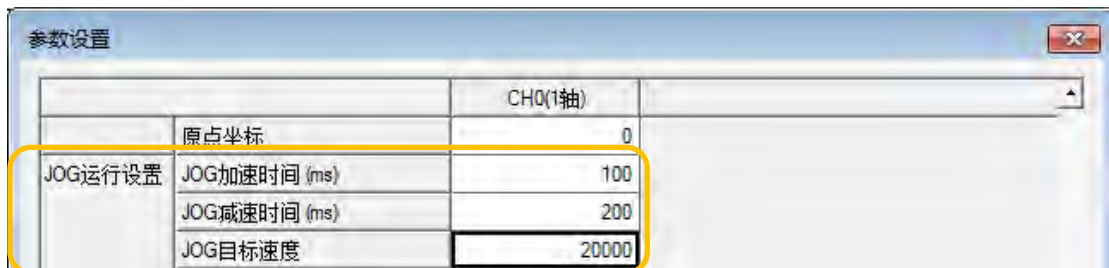 参数设置
CH0(1轴)
原点坐标 0
JOG运行设置 JOG加速时间 (ms) 100
JOG减速时间 (ms) 200
JOG目标速度 20000